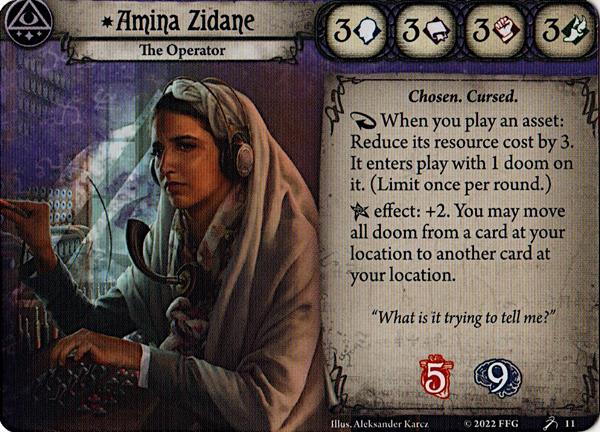 Amina Zidane
The Operator
3 3 3 3
Chosen. Cursed.
When you play an asset:
Reduce its resource cost by 3.
It enters play with 1 doom on
it. (Limit once per round.)
effect: +2. You may move
all doom from a card at your
location to another card at
your location.
“What is it trying to tell me?”
5 9
Illus. Aleksander Karcz © 2022 FFG 11